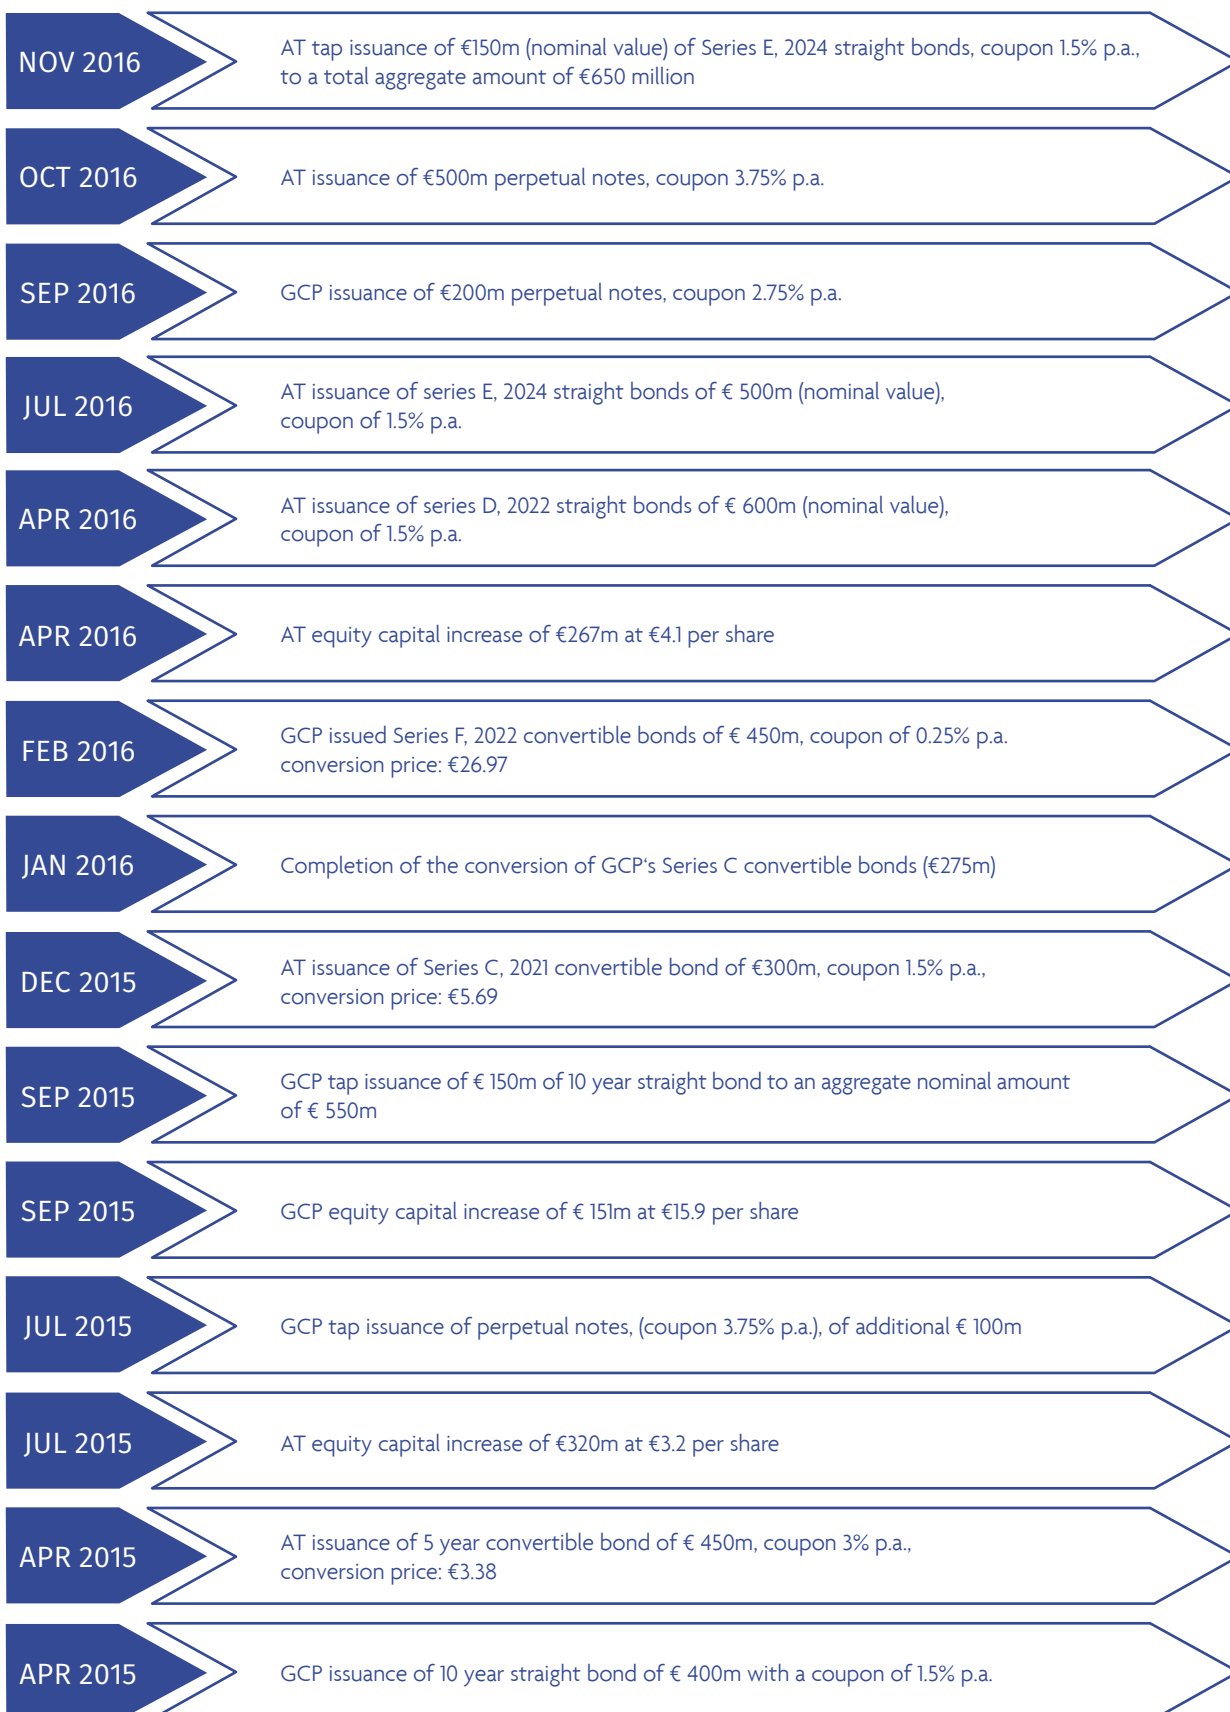 NOV 2016
AT tap issuance of €150m (nominal value) of Series E, 2024 straight bonds, coupon 1.5% p.a.,
to a total aggregate amount of €650 million
OCT 2016
AT issuance of €500m perpetual notes, coupon 3.75% p.a.
SEP 2016
GCP issuance of €200m perpetual notes, coupon 2.75% p.a.
JUL 2016
AT issuance of series E, 2024 straight bonds of € 500m (nominal value),
coupon of 1.5% p.a.
APR 2016
AT issuance of series D, 2022 straight bonds of € 600m (nominal value),
coupon of 1.5% p.a.
APR 2016
AT equity capital increase of €267m at €4.1 per share
FEB 2016
GCP issued Series F, 2022 convertible bonds of € 450m, coupon of 0.25% p.a.
conversion price: €26.97
JAN 2016
Completion of the conversion of GCP‘s Series C convertible bonds (€275m)
DEC 2015
AT issuance of Series C, 2021 convertible bond of €300m, coupon 1.5% p.a.,
conversion price: €5.69
SEP 2015
GCP tap issuance of € 150m of 10 year straight bond to an aggregate nominal amount
of € 550m
SEP 2015
GCP equity capital increase of € 151m at €15.9 per share
JUL 2015
GCP tap issuance of perpetual notes, (coupon 3.75% p.a.), of additional € 100m
JUL 2015
AT equity capital increase of €320m at €3.2 per share
APR 2015
AT issuance of 5 year convertible bond of € 450m, coupon 3% p.a.,
conversion price: €3.38
APR 2015
GCP issuance of 10 year straight bond of € 400m with a coupon of 1.5% p.a.